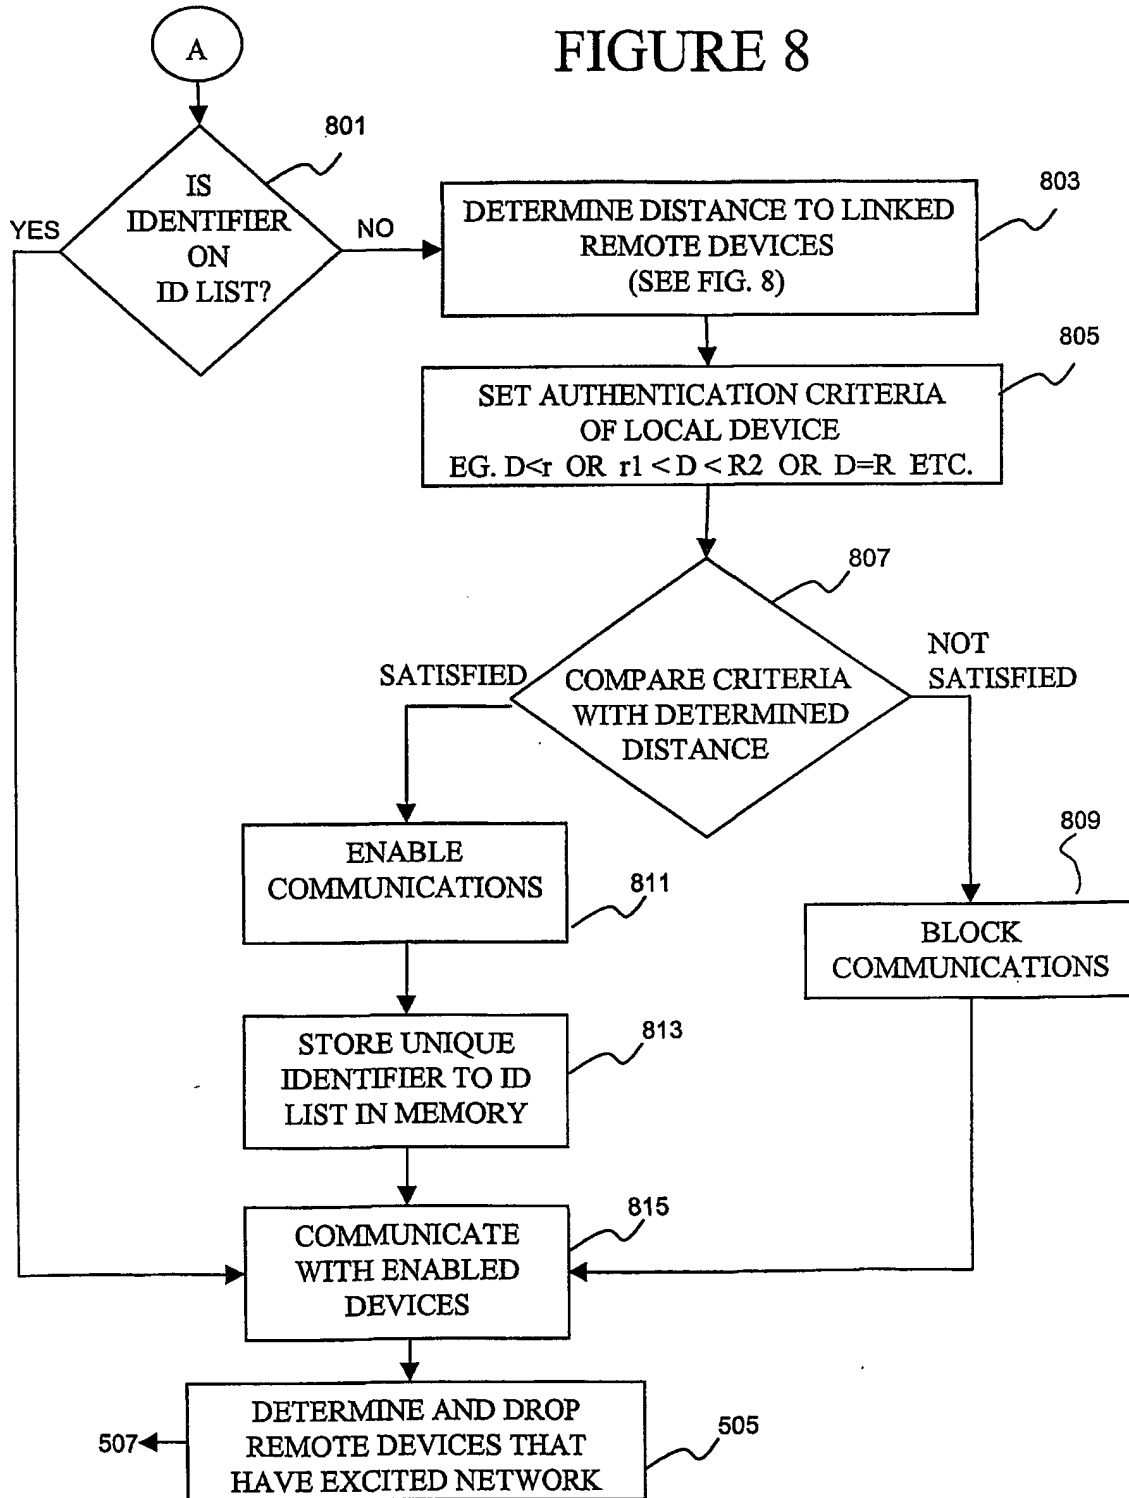 FIGURE 8
A
801
IS
IDENTIFIER
ON
ID LIST?
YES
NO
803
DETERMINE DISTANCE TO LINKED
REMOTE DEVICES
(SEE FIG. 8)
805
SET AUTHENTICATION CRITERIA
OF LOCAL DEVICE
EG. D<r OR r1 < D < R2 OR D=R ETC.
807
COMPARE CRITERIA
WITH DETERMINED
DISTANCE
SATISFIED
NOT
SATISFIED
809
BLOCK
COMMUNICATIONS
ENABLE
COMMUNICATIONS
811
STORE UNIQUE
IDENTIFIER TO ID
LIST IN MEMORY
813
COMMUNICATE
WITH ENABLED
DEVICES
815
DETERMINE AND DROP
REMOTE DEVICES THAT
HAVE EXCITED NETWORK
505
507